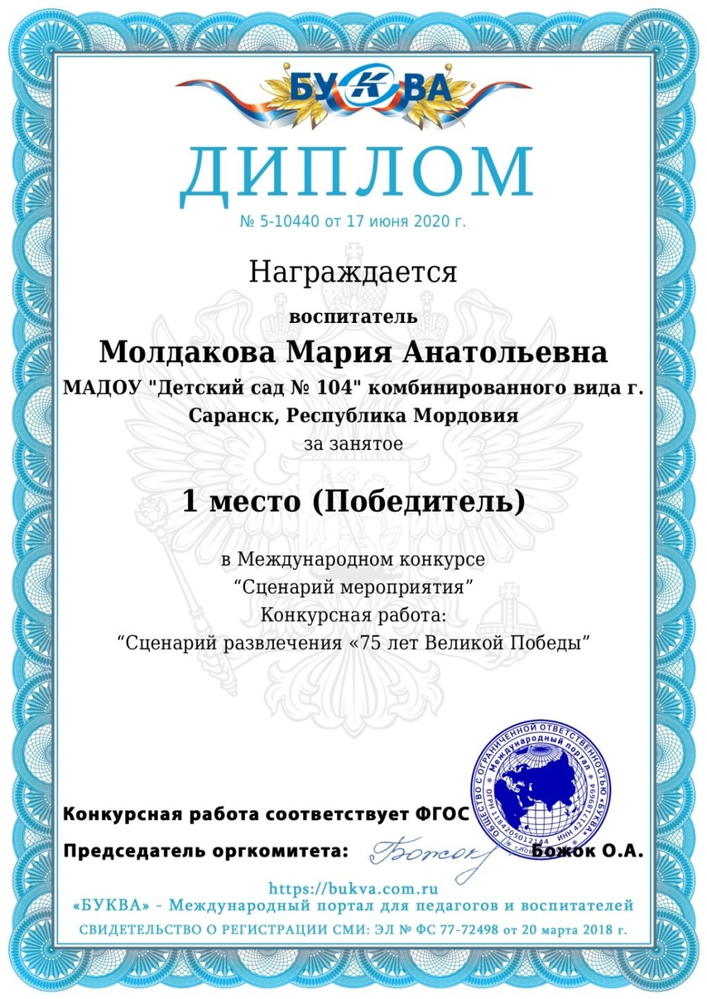 БУКВА
ДИПЛОМ
№ 5-10440 от 17 июня 2020 г.
Награждается
воспитатель
Молдакова Мария Анатольевна
МАДОУ "Детский сад № 104" комбинированного вида г.
Саранск, Республика Мордовия
за занятое
1 место (Победитель)
в Международном конкурсе
“Сценарий мероприятия”
Конкурсная работа:
“Сценарий развлечения «75 лет Великой Победы”
ОБЩЕСТВО С ОГРАНИЧЕННОЙ ОТВЕТСТВЕННОСТЬЮ «БУКВА»
Международный портал
ОГРН 1184205012144 ИНН 4217189694
Конкурсная работа соответствует ФГОС
Председатель оргкомитета: Божок Божок О.А.
https://bukva.com.ru
«БУКВА» - Международный портал для педагогов и воспитателей
СВИДЕТЕЛЬСТВО О РЕГИСТРАЦИИ СМИ: ЭЛ № ФС 77-72498 от 20 марта 2018 г.